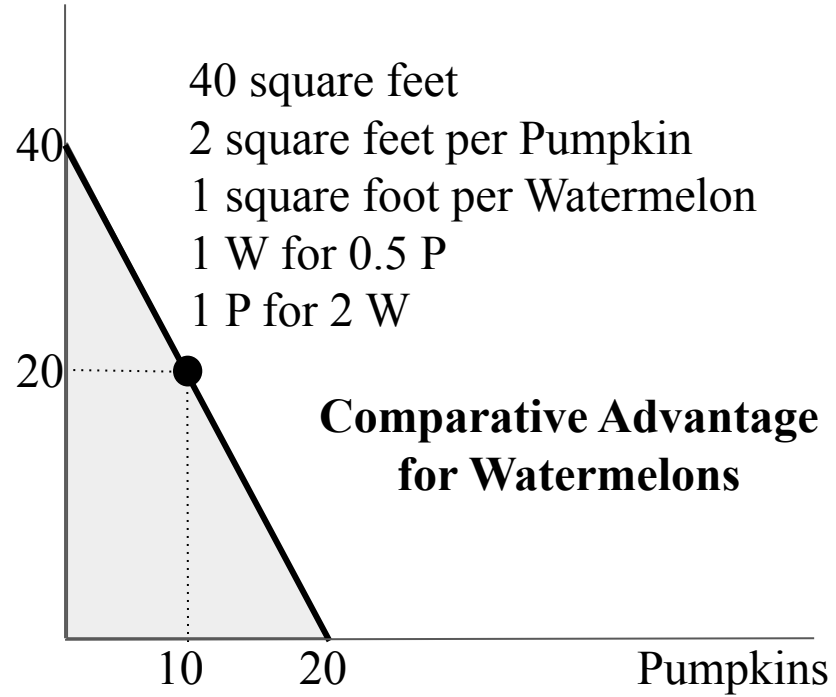 40 square feet
40
2 square feet per Pumpkin
1 square foot per Watermelon
1 W for 0.5 P
1 P for 2 W
20
Comparative Advantage
for Watermelons
10
20
Pumpkins